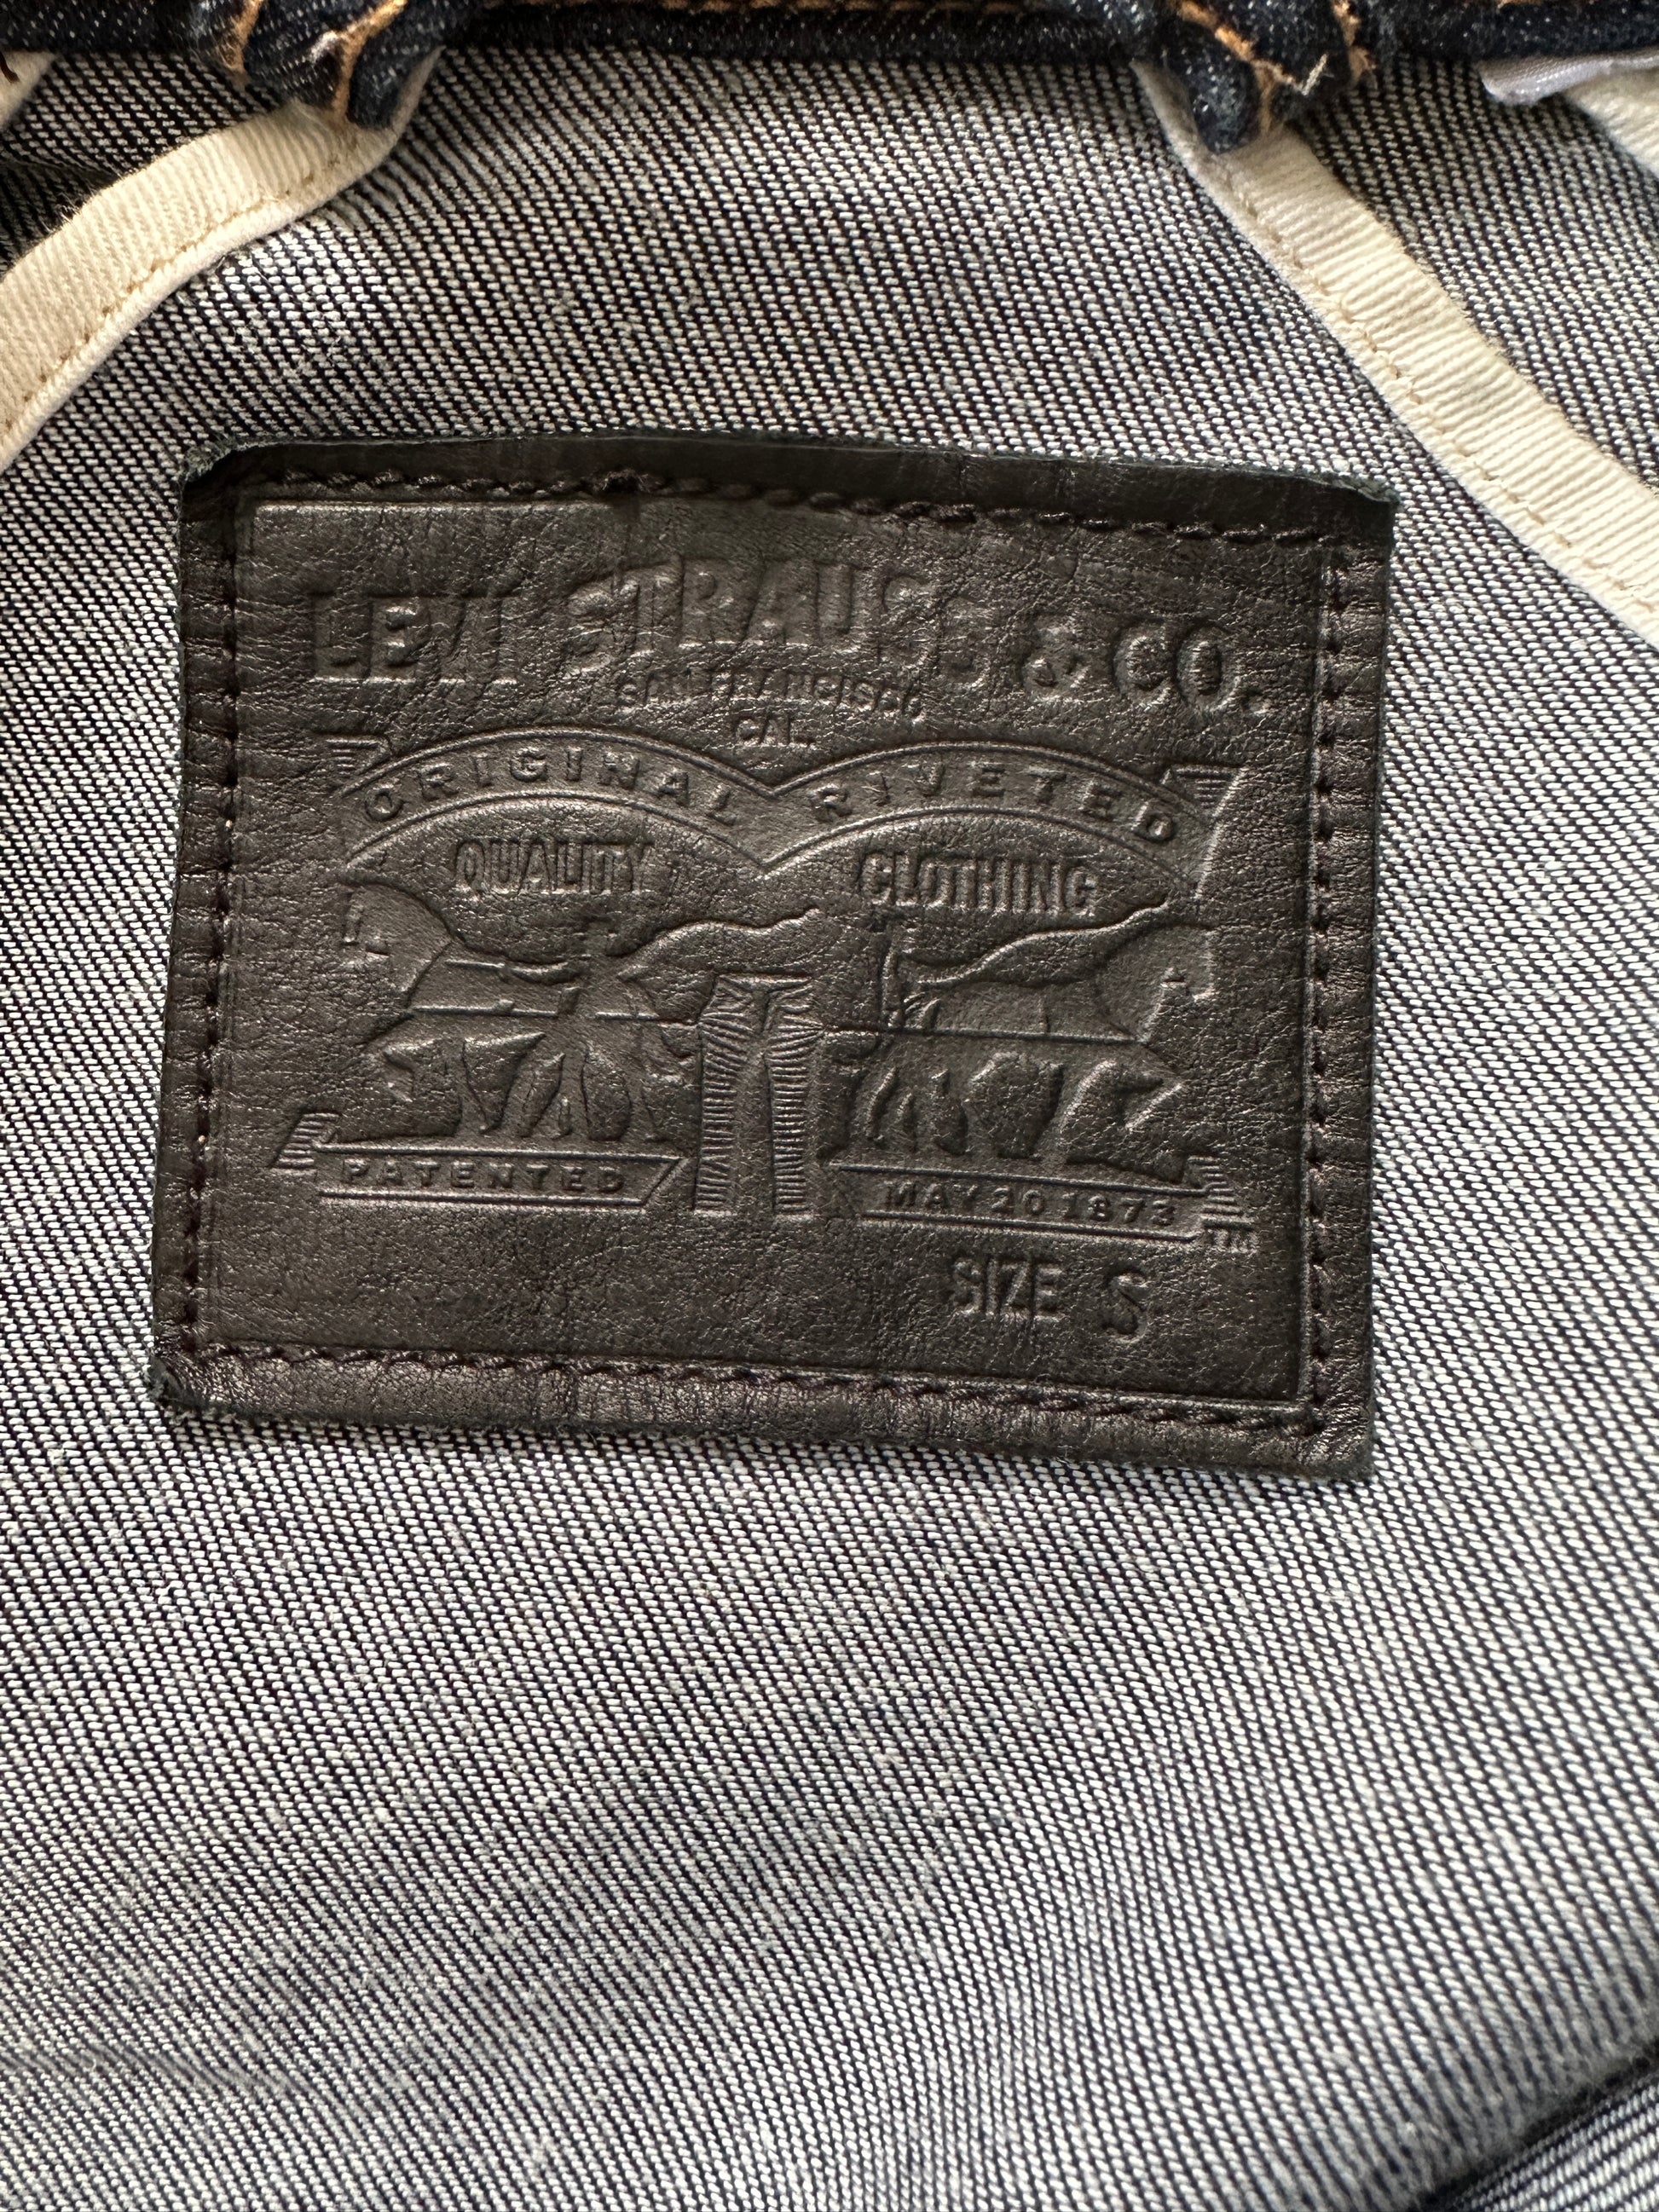 LEVI STRAUSS & CO.
SAN FRANCISCO
CAL.
ORIGINAL RIVETED
QUALITY CLOTHING
PATENTED MAY 20 1873 TM
SIZE S